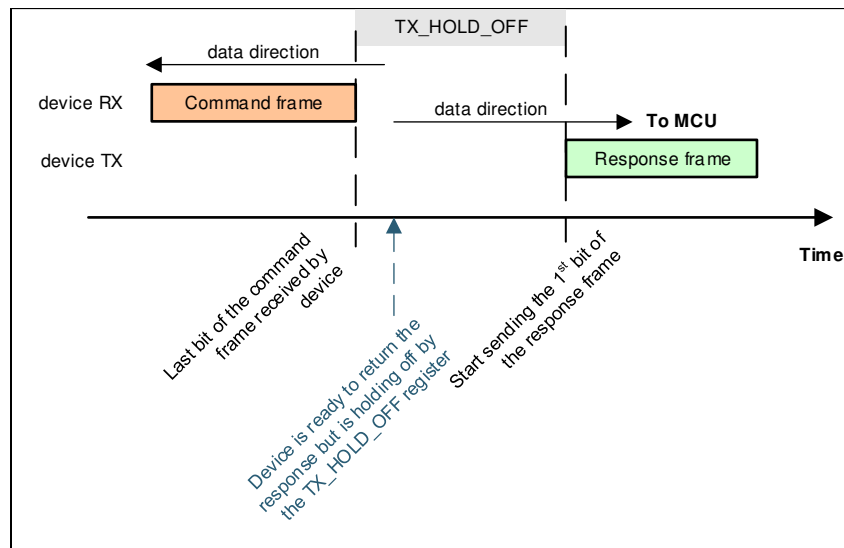 TX_HOLD_OFF
data direction
device RX
Command frame
data direction
To MCU
device TX
Response frame
Time
Last bit of the command
frame received by
device
Device is ready to return the
response but is holding off by
the TX_HOLD_OFF register
Start sending the 1st bit of
the response frame